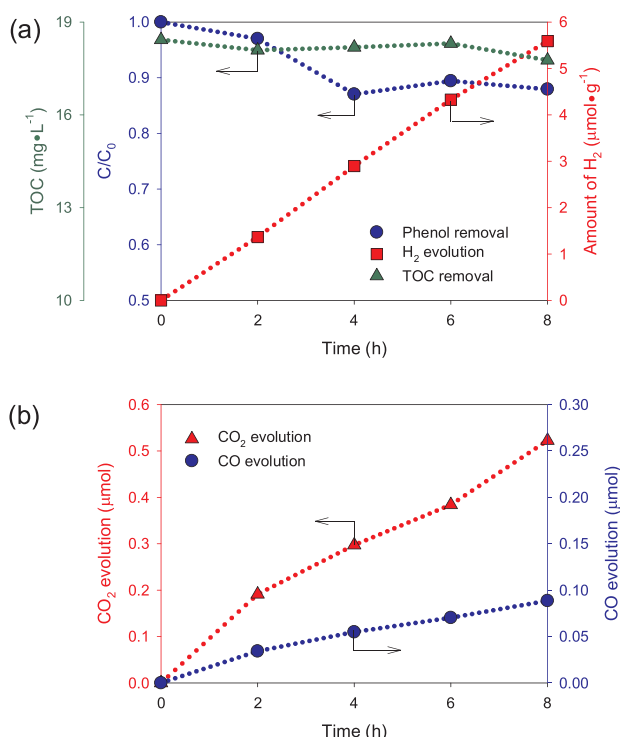 (a)
19
16
13
10
TOC (mg•L⁻¹)
1.0
0.9
0.8
0.7
0.6
0.5
C/C₀
6
5
4
3
2
1
0
Amount of H₂ (μmol•g⁻¹)
Phenol removal
H₂ evolution
TOC removal
0 2 4 6 8
Time (h)
(b)
0.6
0.5
0.4
0.3
0.2
0.1
0.0
CO₂ evolution (μmol)
CO₂ evolution
CO evolution
0.30
0.25
0.20
0.15
0.10
0.05
0.00
CO evolution (μmol)
0 2 4 6 8
Time (h)